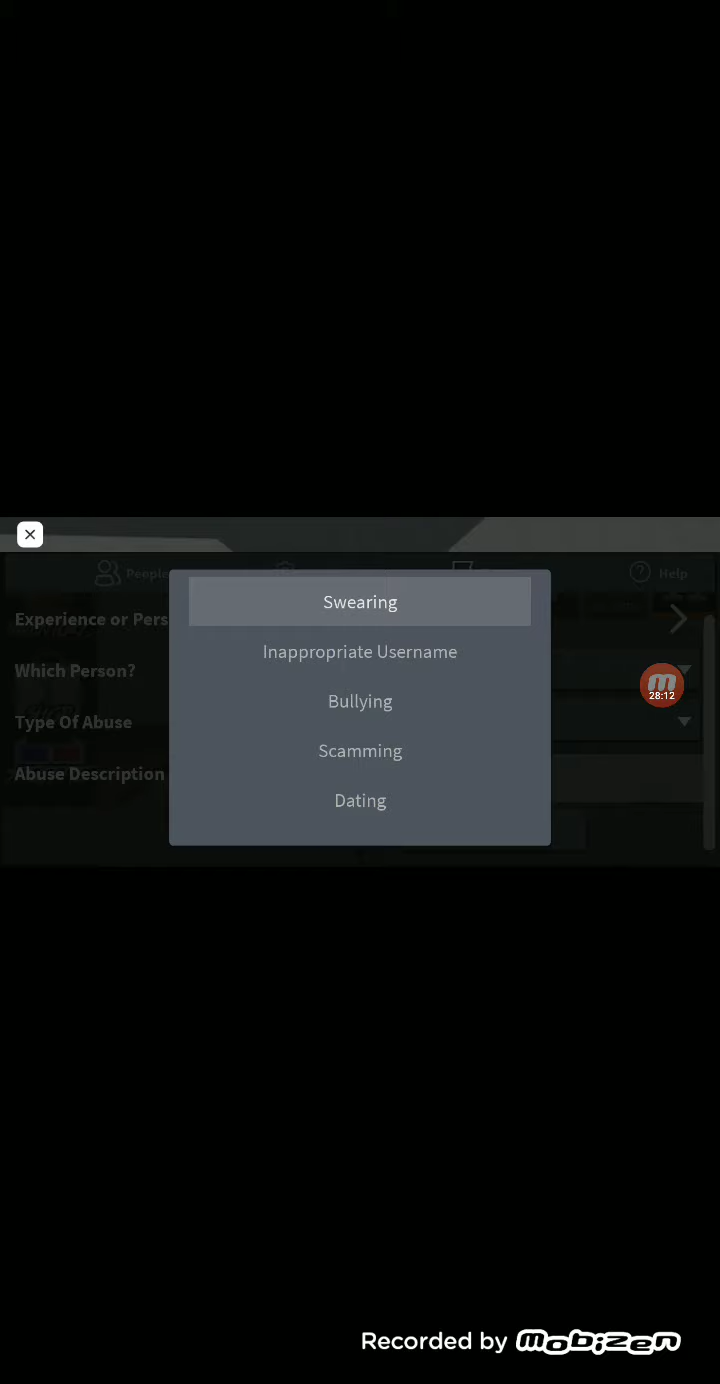 People
Help
Swearing
Experience or Pers
Inappropriate Username
Which Person?
28:12
Bullying
Type Of Abuse
Scamming
Abuse Description
Dating
Recorded by mobizen